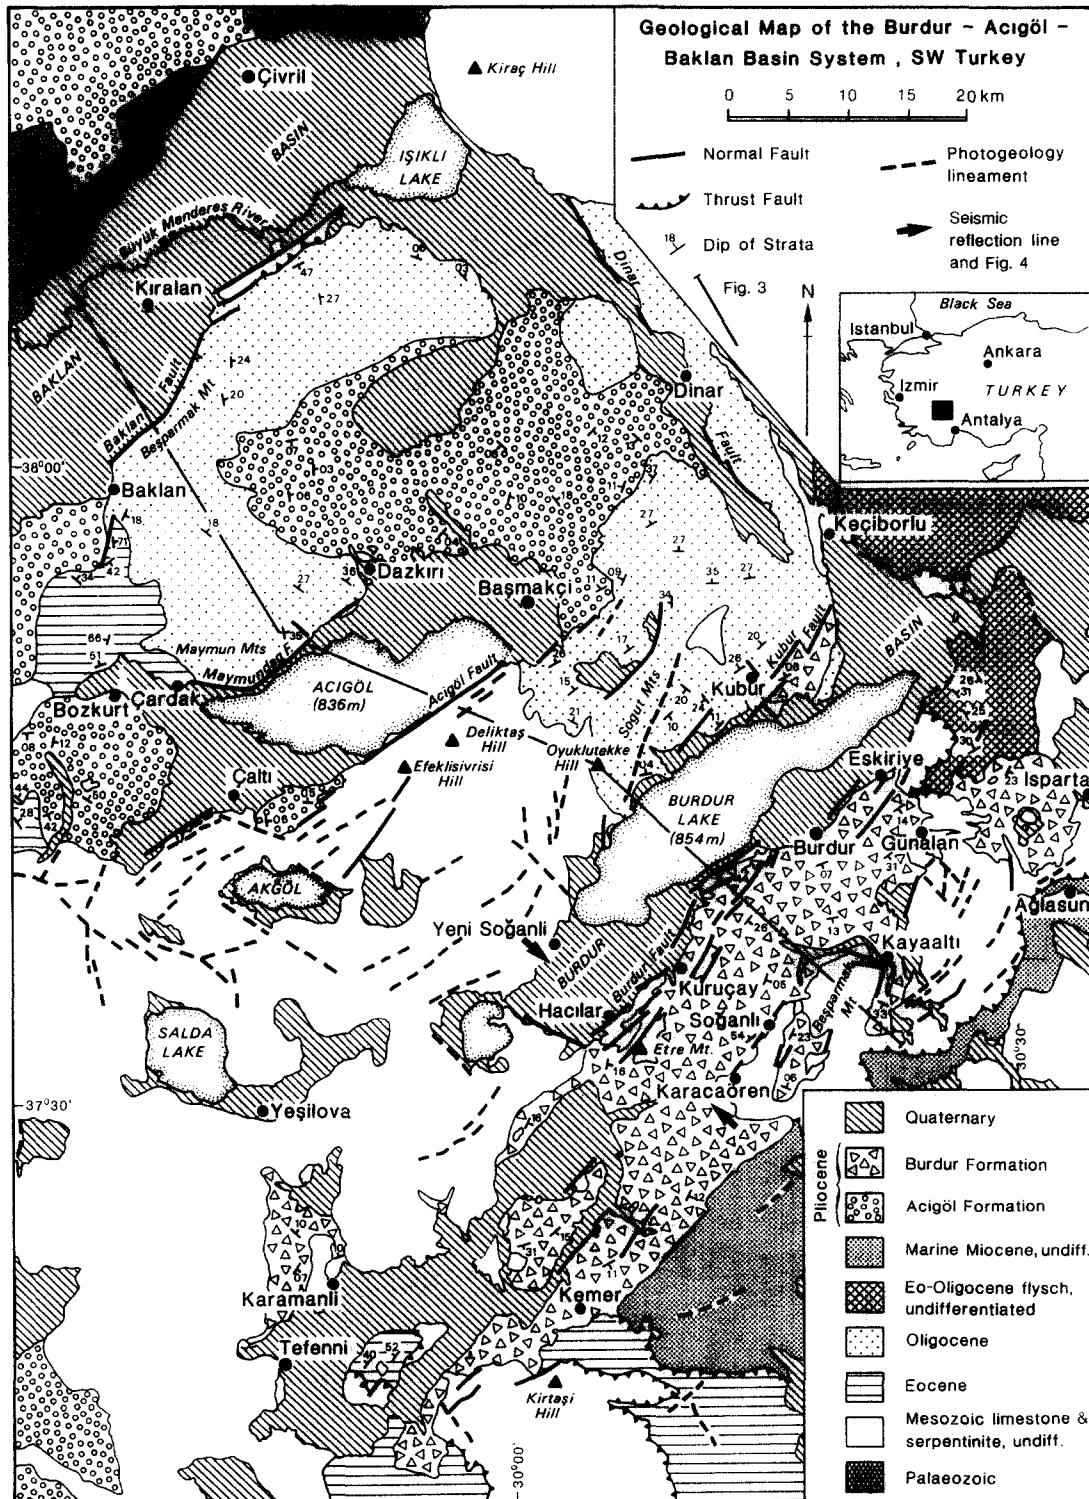 Geological Map of the Burdur - Acıgöl -
Baklan Basin System , SW Turkey
0 5 10 15 20 km
Normal Fault
Thrust Fault
18 Dip of Strata
Fig. 3
Photogeology
lineament
Seismic
reflection line
and Fig. 4
N
Black Sea
Istanbul
Ankara
TURKEY
Izmir
Antalya
Kiraç Hill
Çivril
BASIN
IŞIKLI
LAKE
Büyük Menderes River
Kıralan
BAKLAN
Baklan Fault
Beşparmak Mt
Dinar
Dinar
Fault
38°00'
Baklan
Keçiborlu
Dazkırı
Başmakçı
BASIN
Maymun Mts
Maymundağ F.
Çardak
Bozkurt
ACIGÖL
(836m)
Acıgöl Fault
Sogut Mts
Kubur
Kubur Fault
Deliktaş
Hill
Efeklisivrisi
Hill
Oyuklutekke
Hill
Çaltı
BURDUR
LAKE
(854m)
Eskiriye
Isparta
Burdur
Günalan
AKGÖL
Ağlasun
Yeni Soğanli
BURDUR
Burdur Fault
Kayaaltı
Kuruçay
Hacılar
Soğanlı
Beşparmak
Mt
Etre Mt.
SALDA
LAKE
Karacaören
30°30'
37°30'
Yeşilova
Karamanli
Kemer
Tefenni
Kirtaşi
Hill
30°00'
Pliocene
Quaternary
Burdur Formation
Acigöl Formation
Marine Miocene, undiff.
Eo-Oligocene flysch,
undifferentiated
Oligocene
Eocene
Mesozoic limestone &
serpentinite, undiff.
Palaeozoic